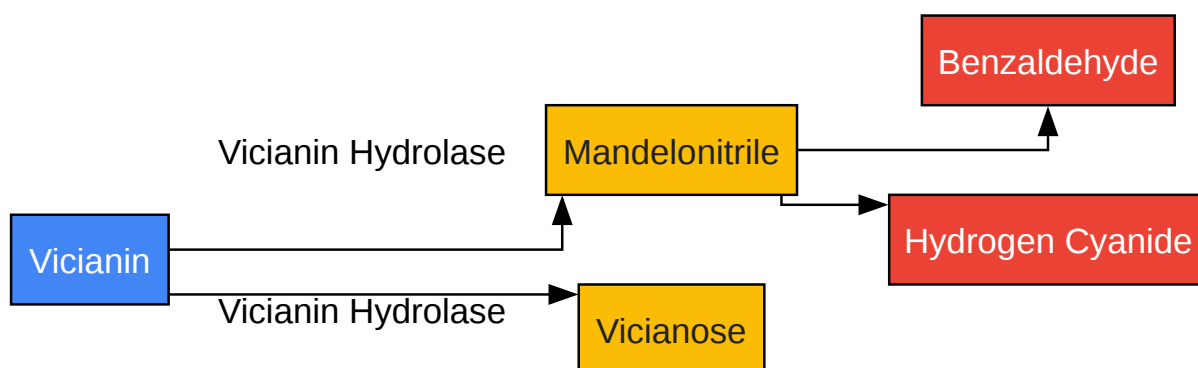 Benzaldehyde
Vicianin Hydrolase
Mandelonitrile
Hydrogen Cyanide
Vicianin
Vicianin Hydrolase
Vicianose